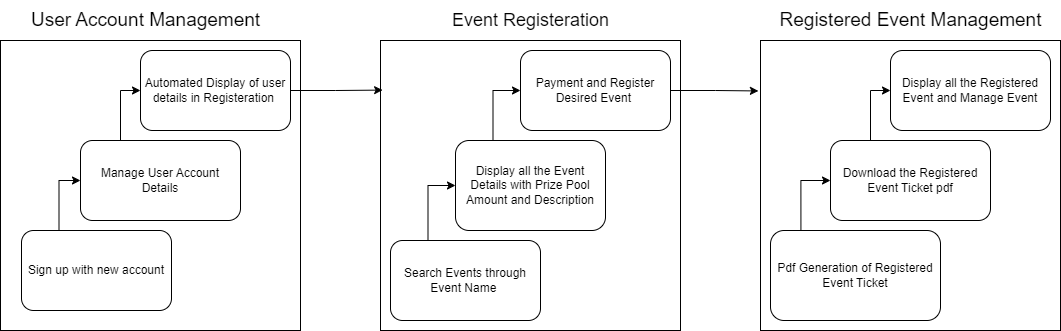 User Account Management
Automated Display of user
details in Registeration
Manage User Account
Details
Sign up with new account
Event Registeration
Payment and Register
Desired Event
Display all the Event
Details with Prize Pool
Amount and Description
Search Events through
Event Name
Registered Event Management
Display all the Registered
Event and Manage Event
Download the Registered
Event Ticket pdf
Pdf Generation of Registered
Event Ticket